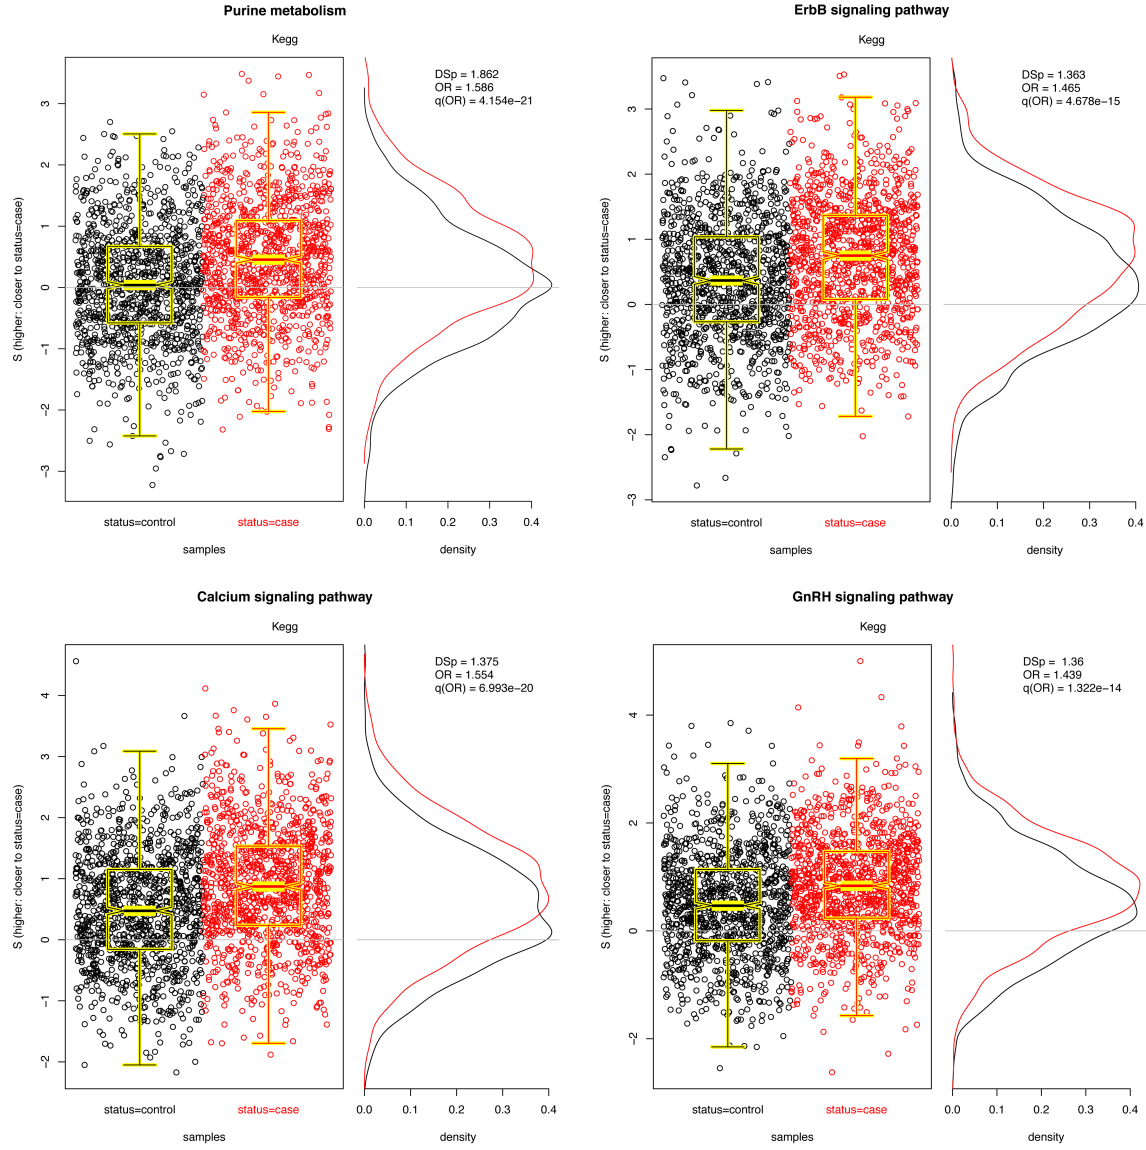 Purine metabolism
Kegg
DSp = 1.862
OR = 1.586
q(OR) = 4.154e−21
S (higher: closer to status=case)
3
2
1
0
−1
−2
−3
status=control
status=case
samples
0.0
0.1
0.2
0.3
0.4
density
ErbB signaling pathway
Kegg
DSp = 1.363
OR = 1.465
q(OR) = 4.678e−15
S (higher: closer to status=case)
3
2
1
0
−1
−2
−3
status=control
status=case
samples
0.0
0.1
0.2
0.3
0.4
density
Calcium signaling pathway
Kegg
DSp = 1.375
OR = 1.554
q(OR) = 6.993e−20
S (higher: closer to status=case)
4
3
2
1
0
−1
−2
status=control
status=case
samples
0.0
0.1
0.2
0.3
0.4
density
GnRH signaling pathway
Kegg
DSp = 1.36
OR = 1.439
q(OR) = 1.322e−14
S (higher: closer to status=case)
4
2
0
−2
status=control
status=case
samples
0.0
0.1
0.2
0.3
0.4
density